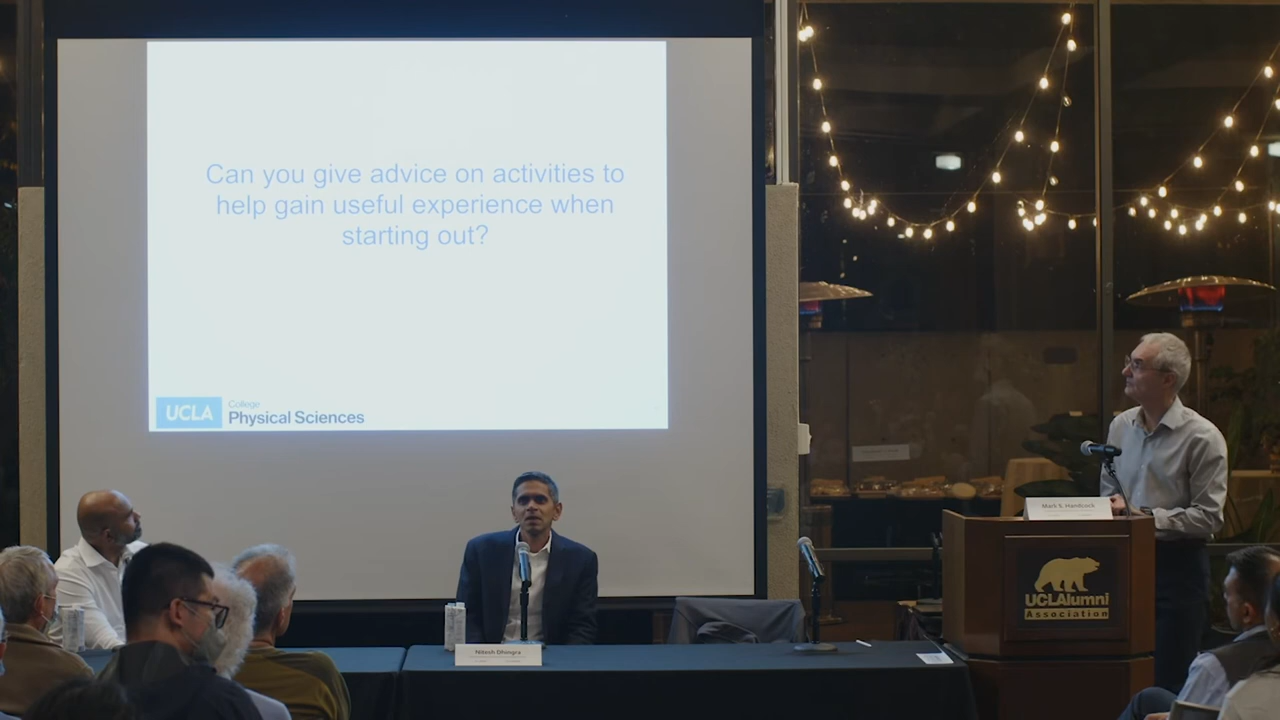 Can you give advice on activities to
help gain useful experience when
starting out?
UCLA
College
Physical Sciences
Mark S. Handcock
UCLAlumni
Association
Nitesh Dhingra